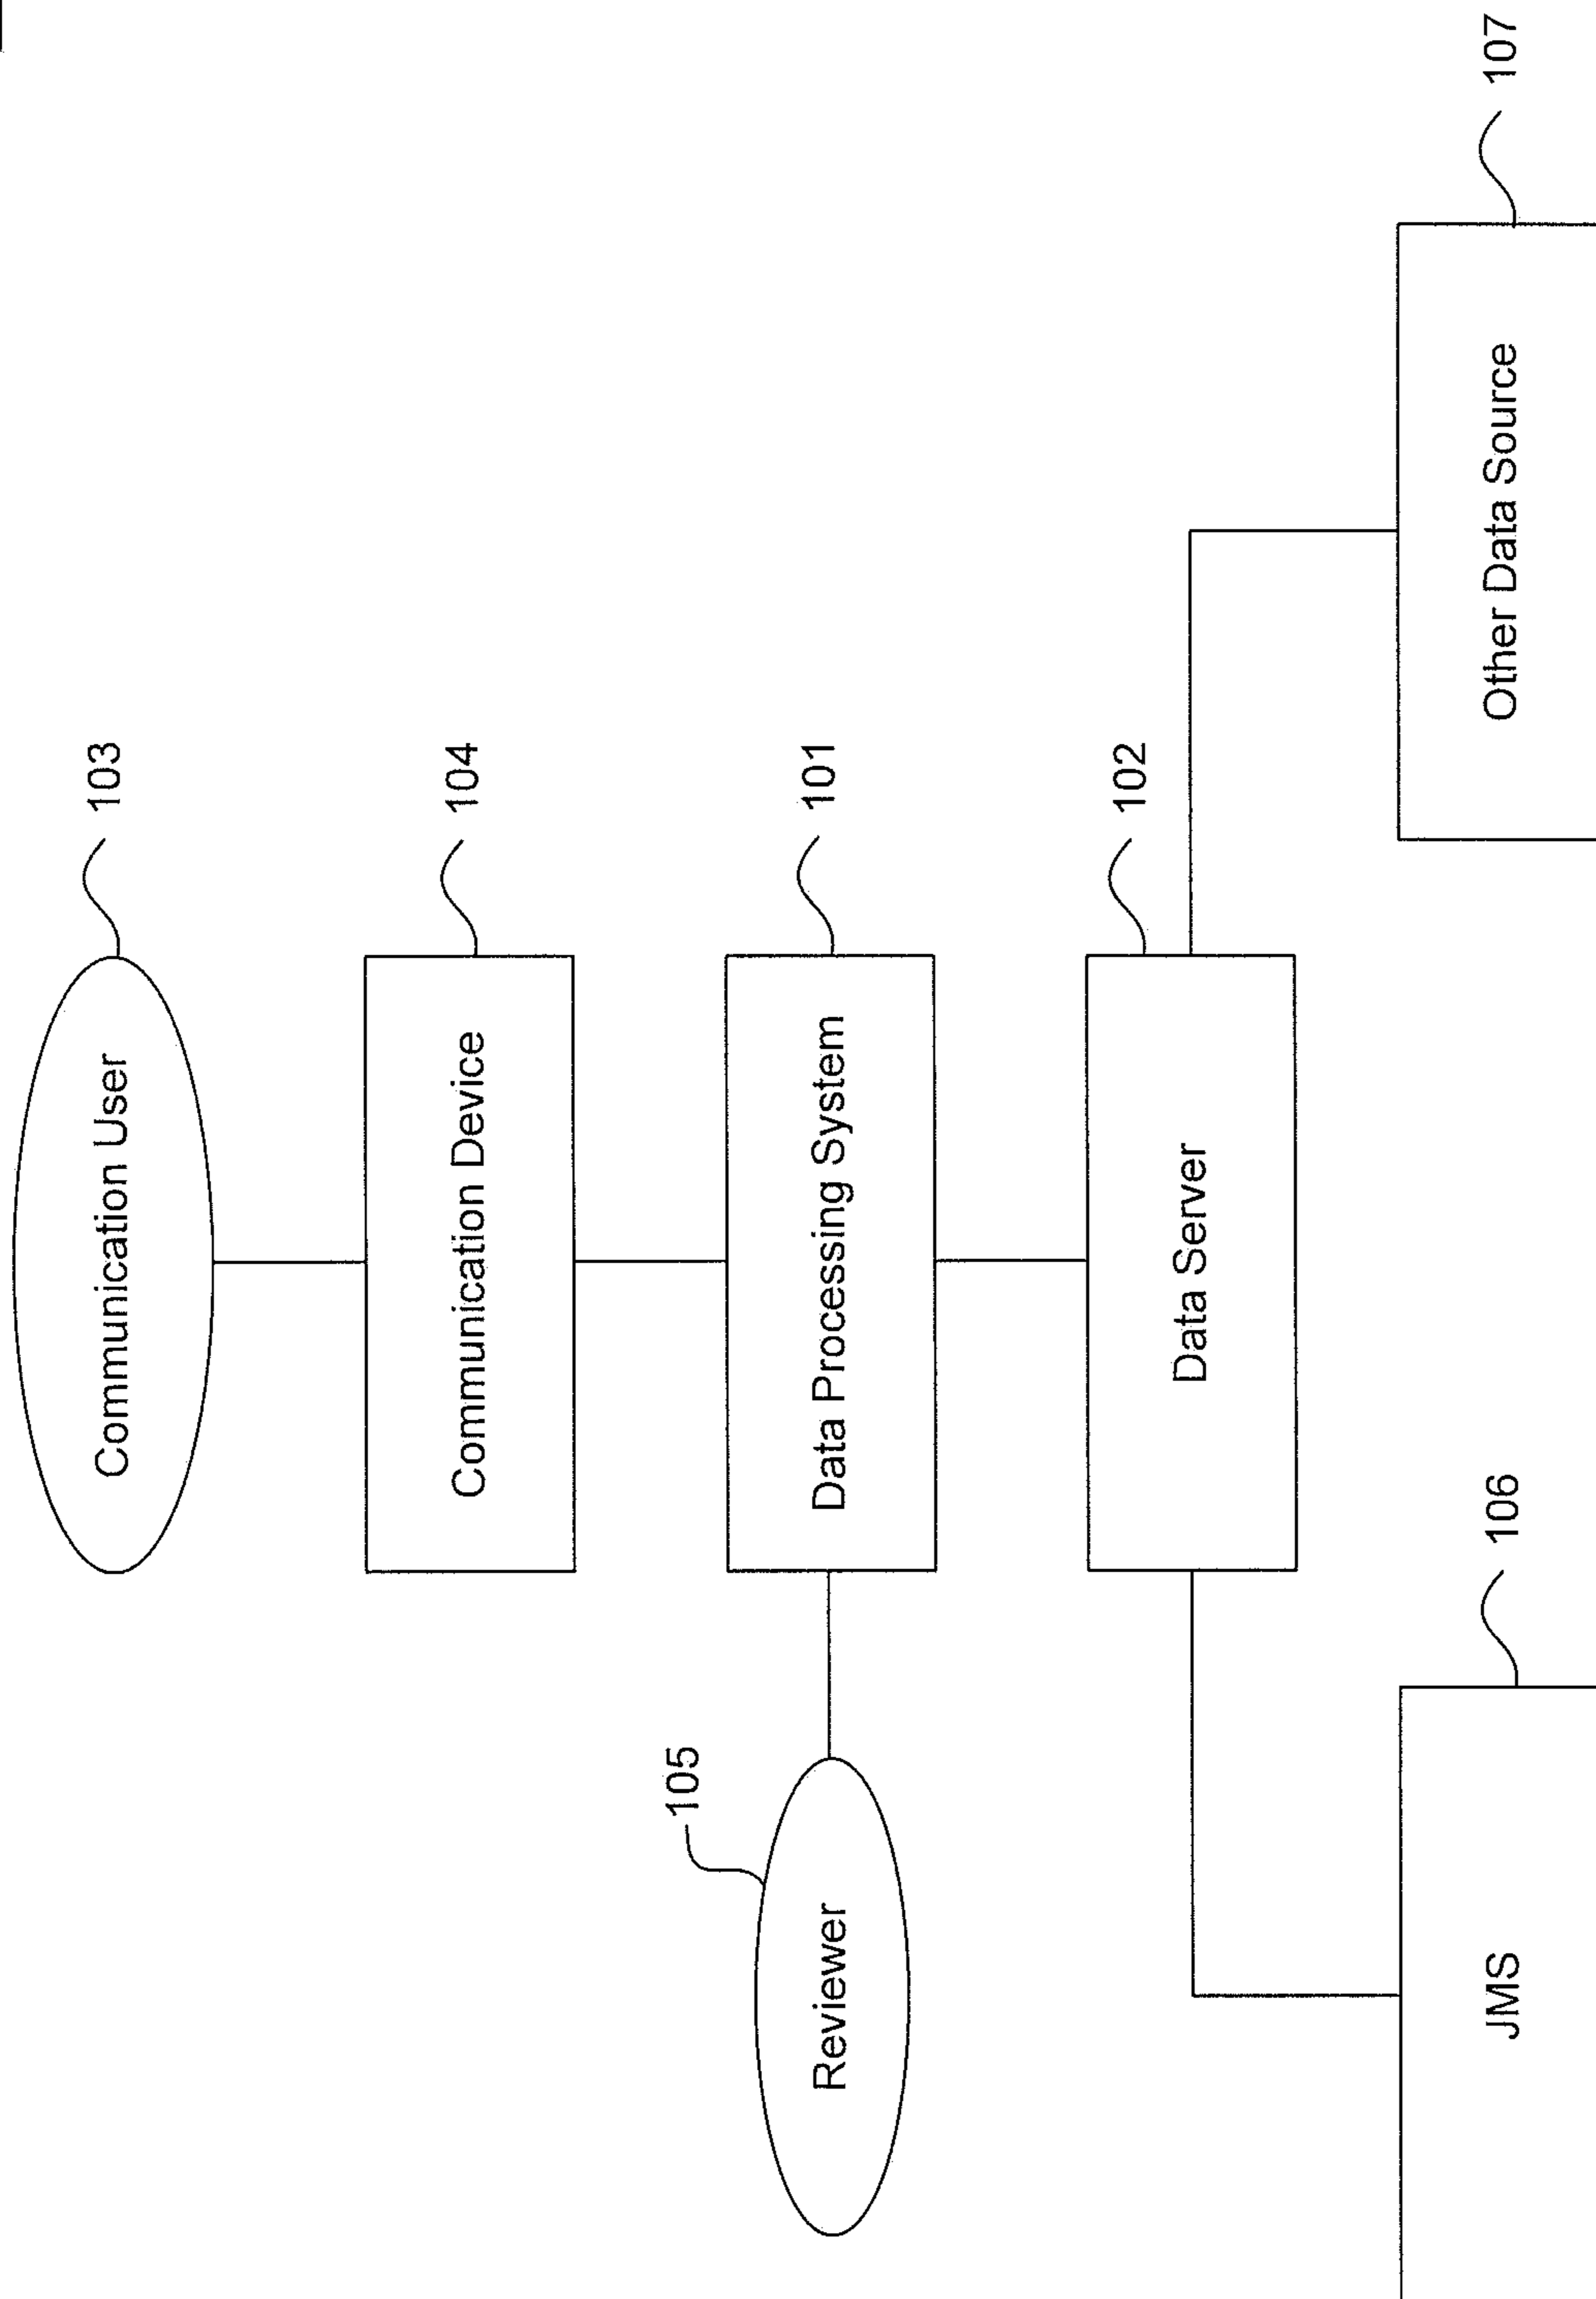 Communication User
103
Communication Device
104
105
Reviewer
Data Processing System
101
Data Server
102
JMS
106
Other Data Source
107